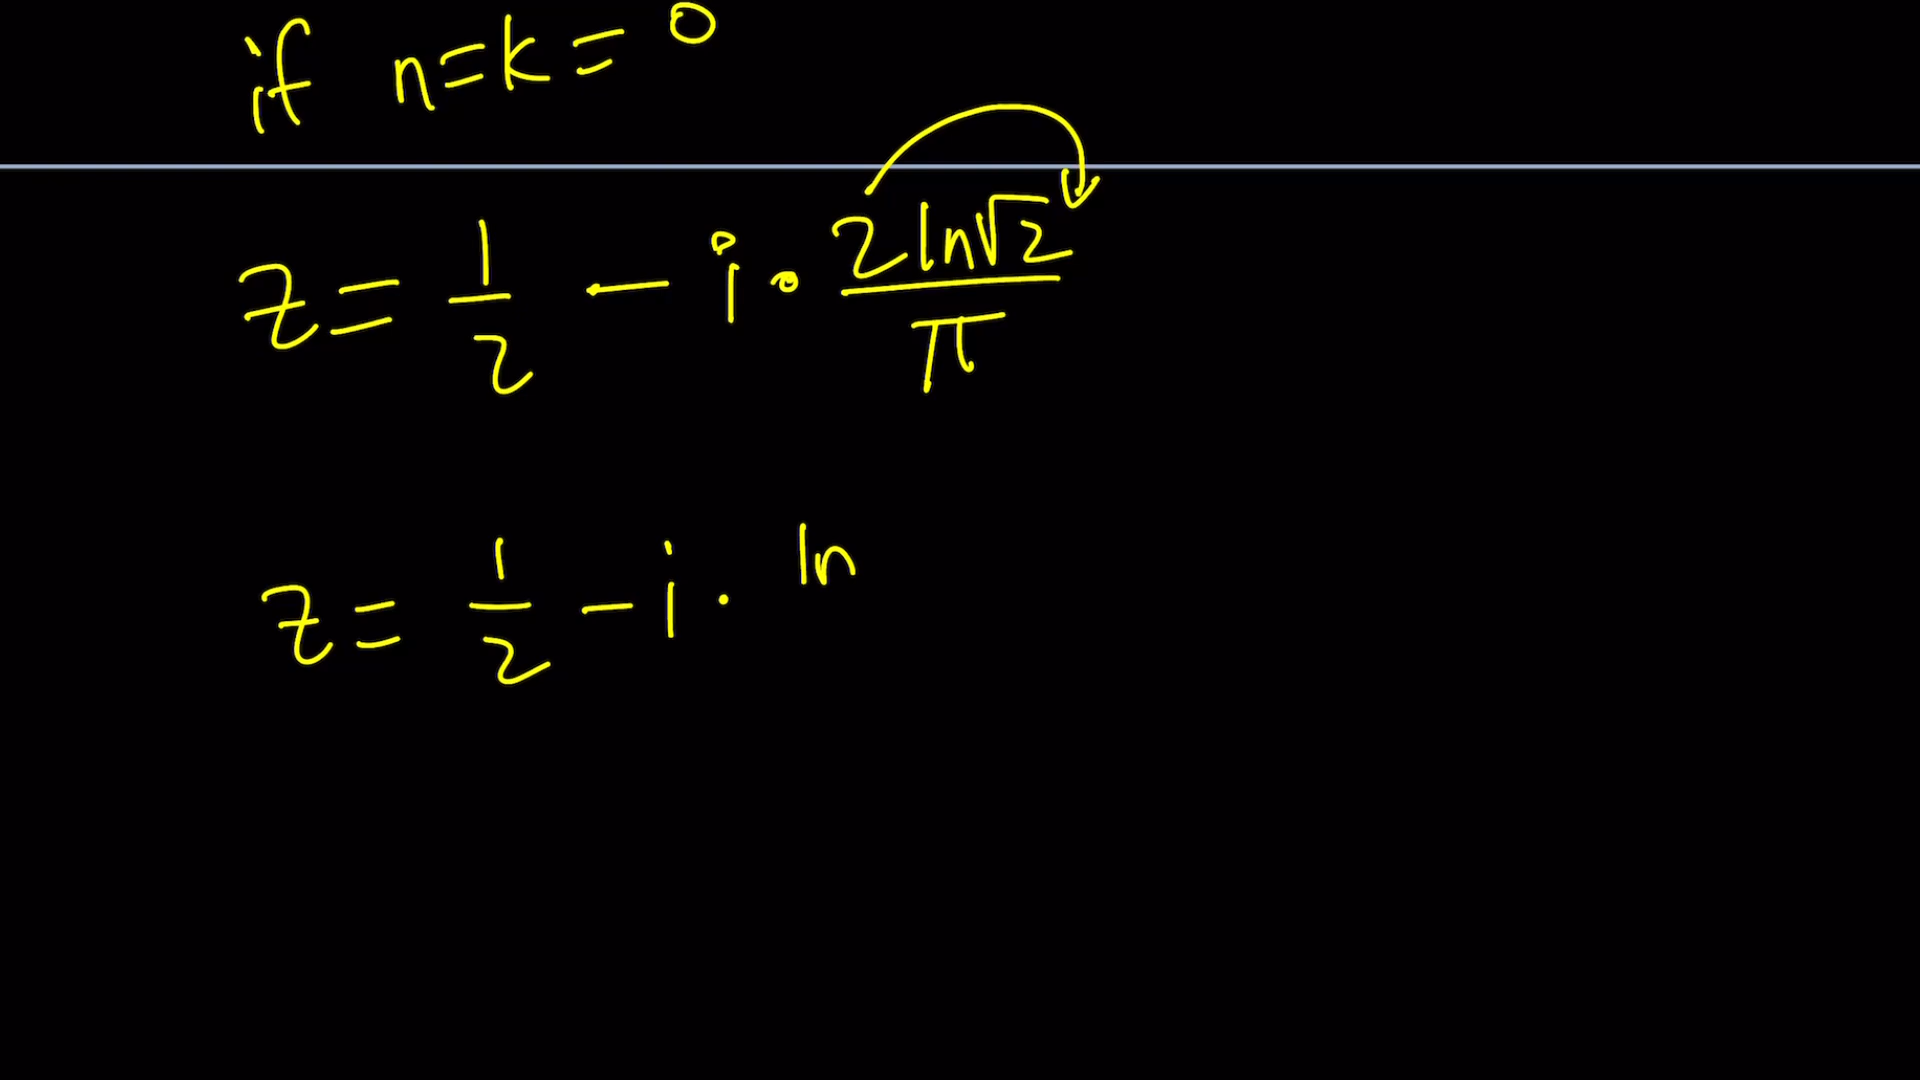 if n=k=0
z = 1/2 - i · 2ln√2/π
z = 1/2 - i · ln